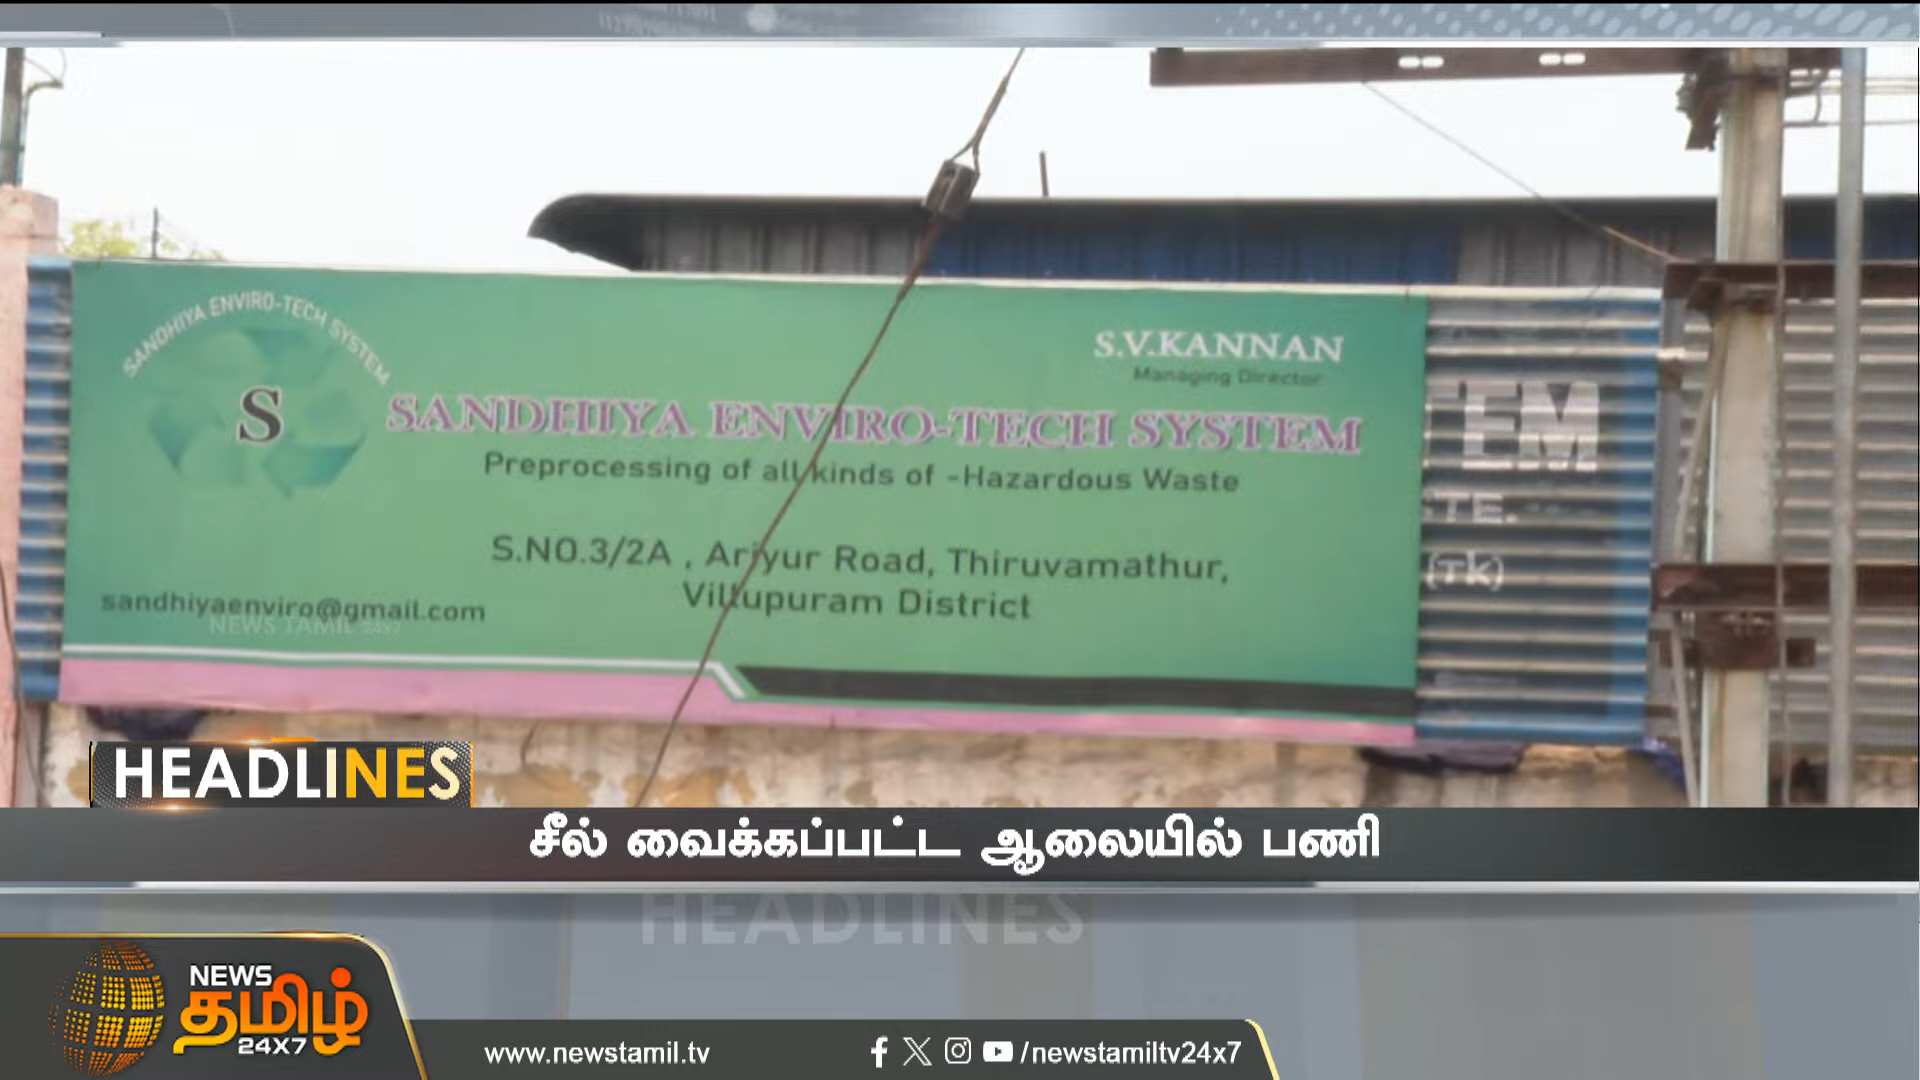 SANDHIYA ENVIRO-TECH SYSTEM
S
S.V.KANNAN
Managing Director
SANDHIYA ENVIRO-TECH SYSTEM
Preprocessing of all kinds of -Hazardous Waste
S.NO.3/2A , Ariyur Road, Thiruvamathur,
Villupuram District
sandhiyaenviro@gmail.com
NEWS TAMIL 24x7
TEM
STE.
(Tk)
HEADLINES
சீல் வைக்கப்பட்ட ஆலையில் பணி
HEADLINES
NEWS
தமிழ்
24X7
www.newstamil.tv
/newstamiltv24x7